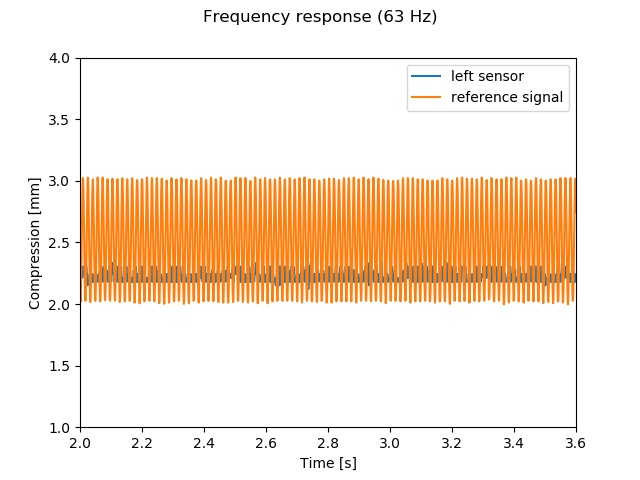 Frequency response (63 Hz)
4.0
3.5
3.0
2.5
2.0
1.5
1.0
Compression [mm]
left sensor
reference signal
2.0 2.2 2.4 2.6 2.8 3.0 3.2 3.4 3.6
Time [s]